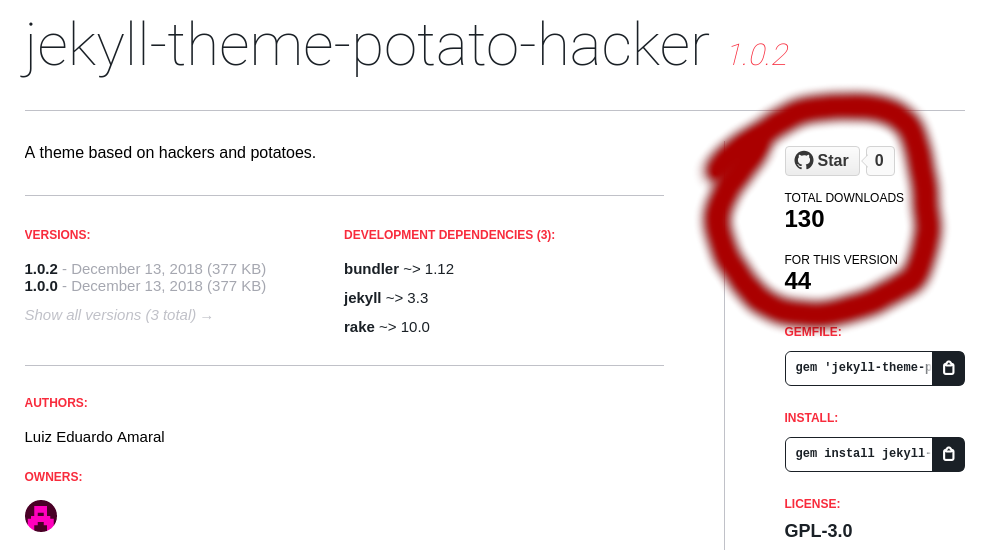 jekyll-theme-potato-hacker 1.0.2
A theme based on hackers and potatoes.
VERSIONS:
1.0.2 - December 13, 2018 (377 KB)
1.0.0 - December 13, 2018 (377 KB)
Show all versions (3 total) →
DEVELOPMENT DEPENDENCIES (3):
bundler ~> 1.12
jekyll ~> 3.3
rake ~> 10.0
AUTHORS:
Luiz Eduardo Amaral
OWNERS:
Star 0
TOTAL DOWNLOADS
130
FOR THIS VERSION
44
GEMFILE:
gem 'jekyll-theme-p
INSTALL:
gem install jekyll-
LICENSE:
GPL-3.0